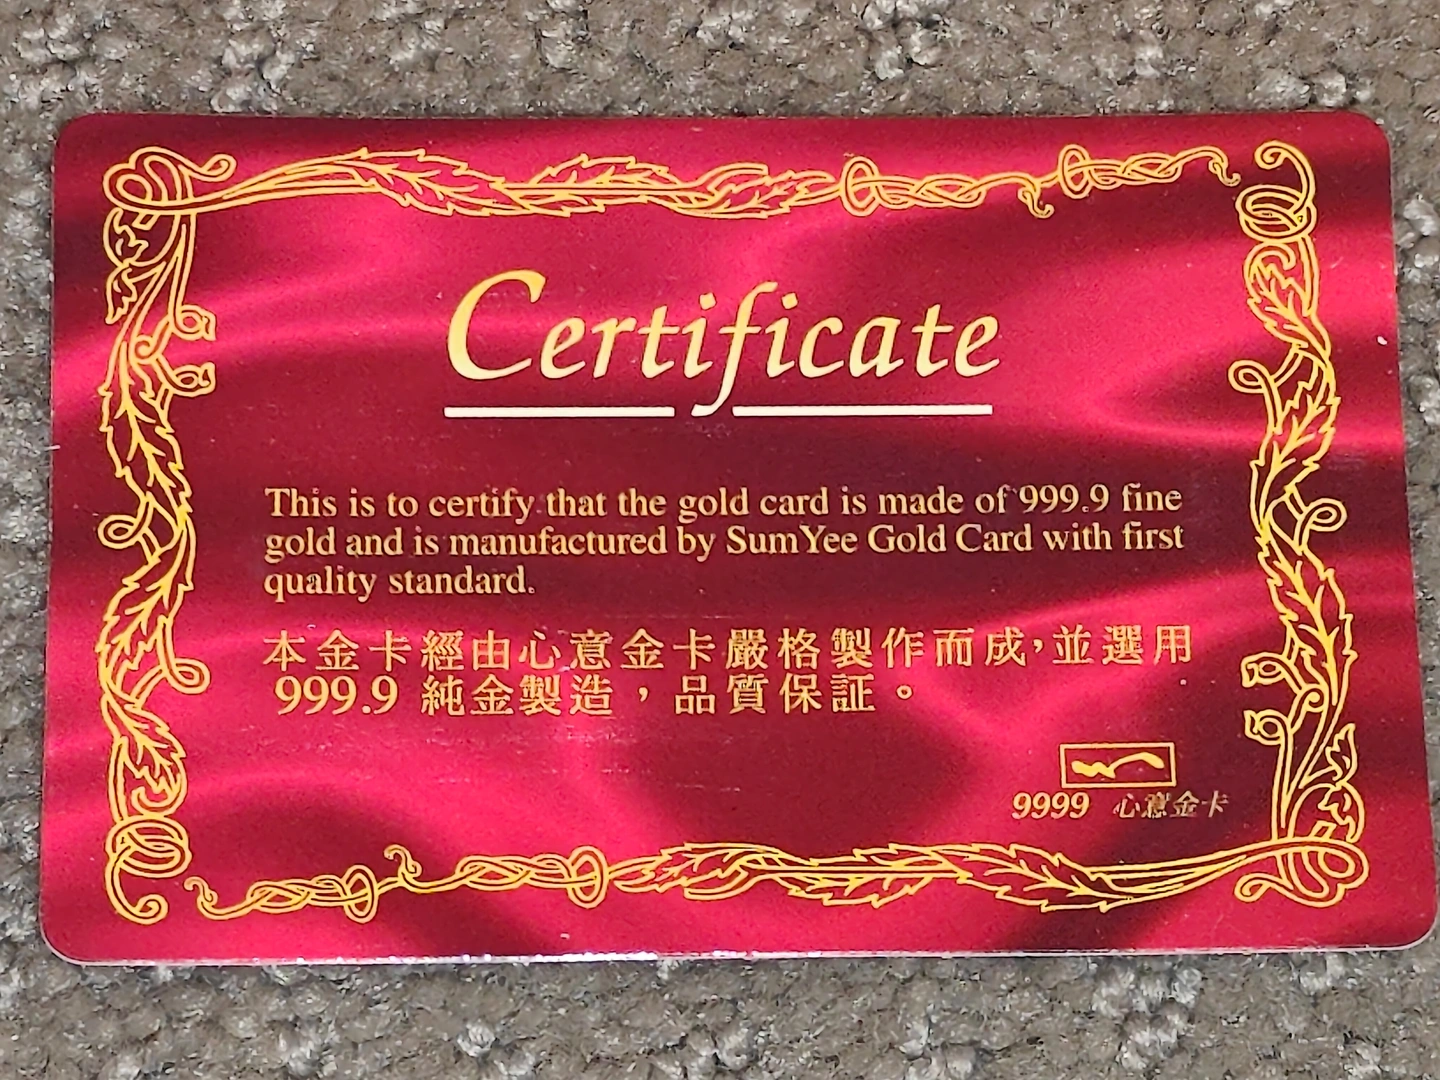 Certificate
This is to certify that the gold card is made of 999.9 fine
gold and is manufactured by SumYee Gold Card with first
quality standard.
本金卡經由心意金卡嚴格製作而成，並選用
999.9 純金製造，品質保証。
9999 心意金卡